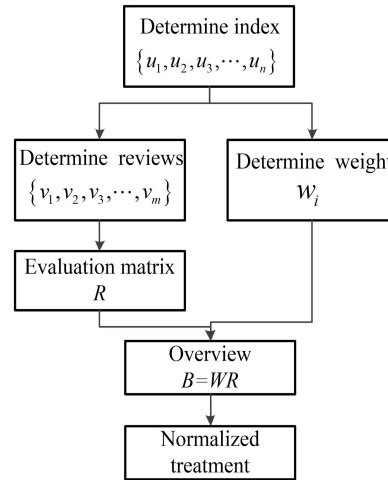 Determine index
{u₁,u₂,u₃,⋯,uₙ}
Determine reviews
{v₁,v₂,v₃,⋯,vₘ}
Determine weight
wᵢ
Evaluation matrix
R
Overview
B=WR
Normalized
treatment